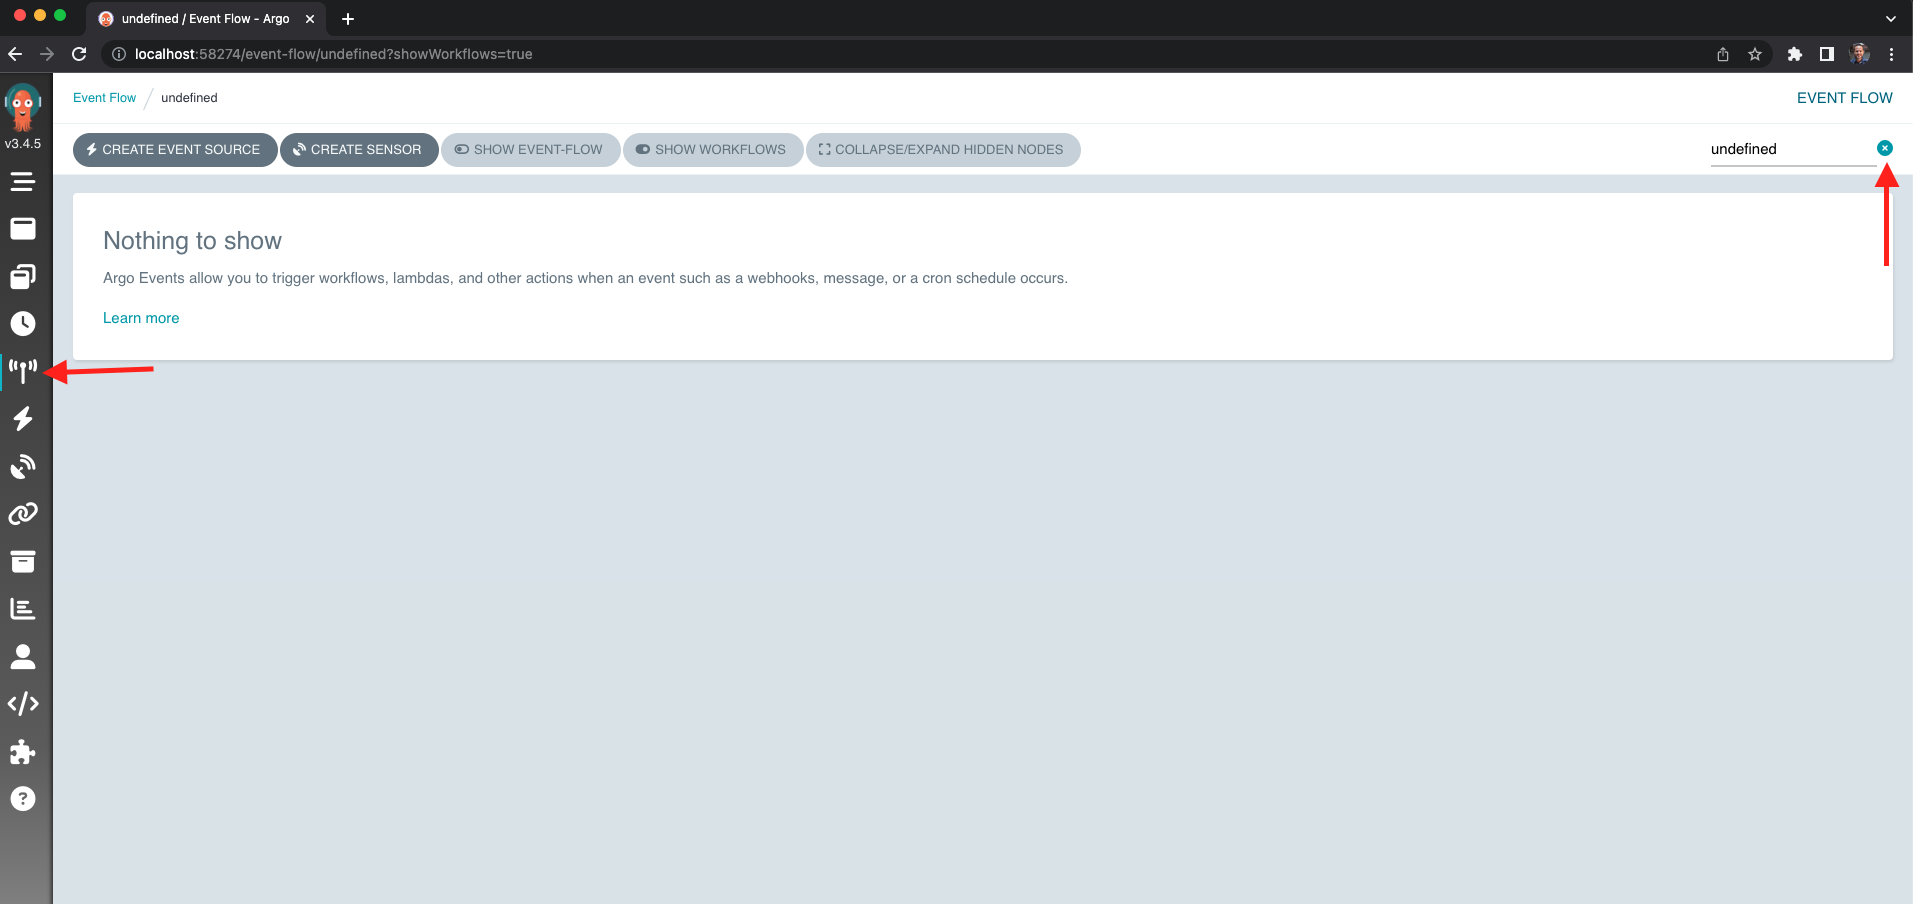 undefined / Event Flow - Argo
localhost:58274/event-flow/undefined?showWorkflows=true
Event Flow / undefined
EVENT FLOW
v3.4.5
CREATE EVENT SOURCE
CREATE SENSOR
SHOW EVENT-FLOW
SHOW WORKFLOWS
COLLAPSE/EXPAND HIDDEN NODES
undefined
Nothing to show
Argo Events allow you to trigger workflows, lambdas, and other actions when an event such as a webhooks, message, or a cron schedule occurs.
Learn more